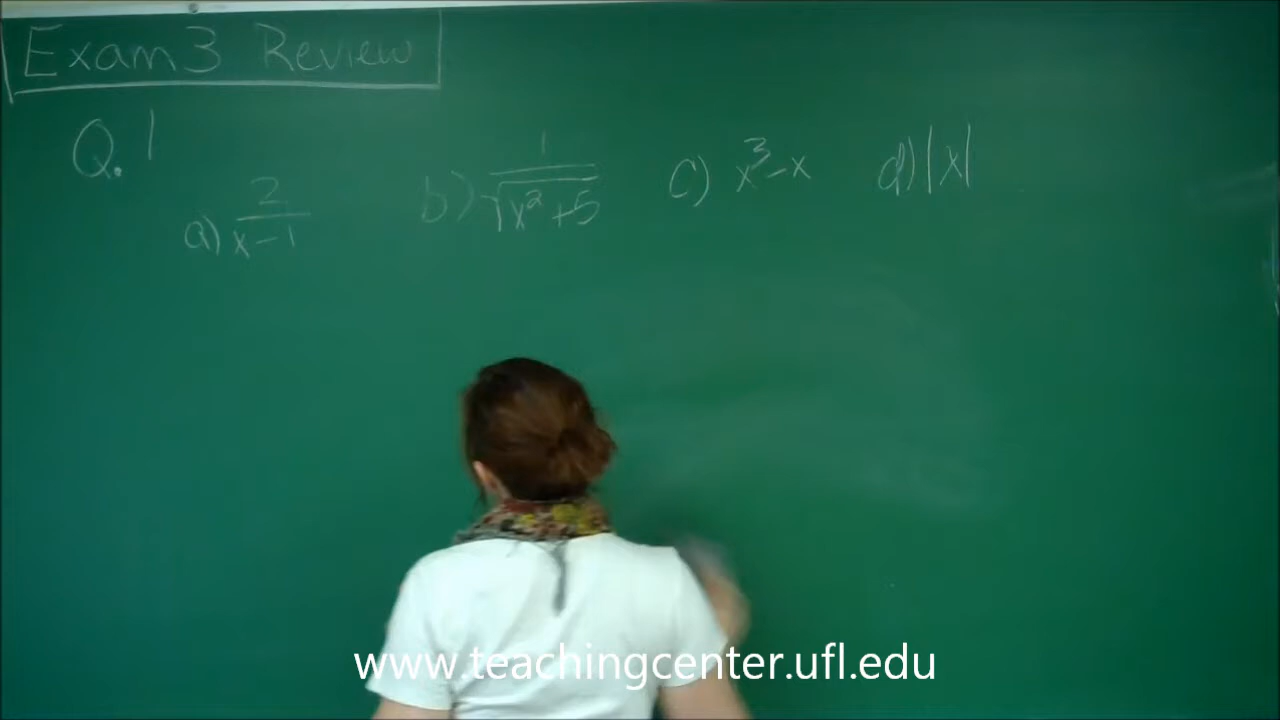 Exam 3 Review
Q.1
a) 2/(x-1)
b) 1/√(x²+5)
c) x³-x
d) |x|
www.teachingcenter.ufl.edu